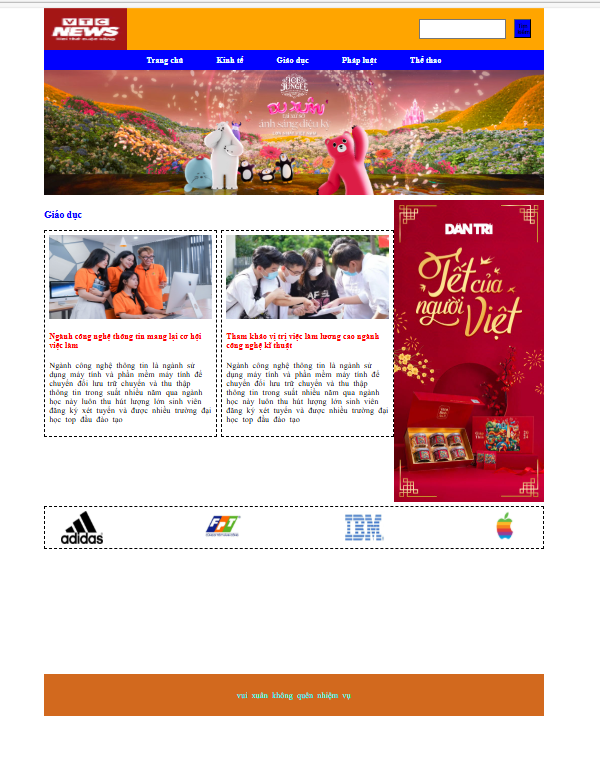 VTC
NEWS
Trang chủ Kinh tế Giáo dục Pháp luật Thể thao
ICE
JUNGLE
Giáo dục
Ngành công nghệ thông tin mang lại cơ hội
việc làm
Ngành công nghệ thông tin là ngành sử
dụng máy tính và phần mềm máy tính để
chuyển đổi lưu trữ chuyển và thu thập
thông tin trong suốt nhiều năm qua ngành
học này luôn thu hút lượng lớn sinh viên
đăng ký xét tuyển và được nhiều trường đại
học top đầu đào tạo
Tham khảo vị trị việc làm lương cao ngành
công nghệ kĩ thuật
Ngành công nghệ thông tin là ngành sử
dụng máy tính và phần mềm máy tính để
chuyển đổi lưu trữ chuyển và thu thập
thông tin trong suốt nhiều năm qua ngành
học này luôn thu hút lượng lớn sinh viên
đăng ký xét tuyển và được nhiều trường đại
học top đầu đào tạo
DÂN TRÍ
Tết của
người Việt
adidas
FPT
IBM
vui xuân không quên nhiệm vụ